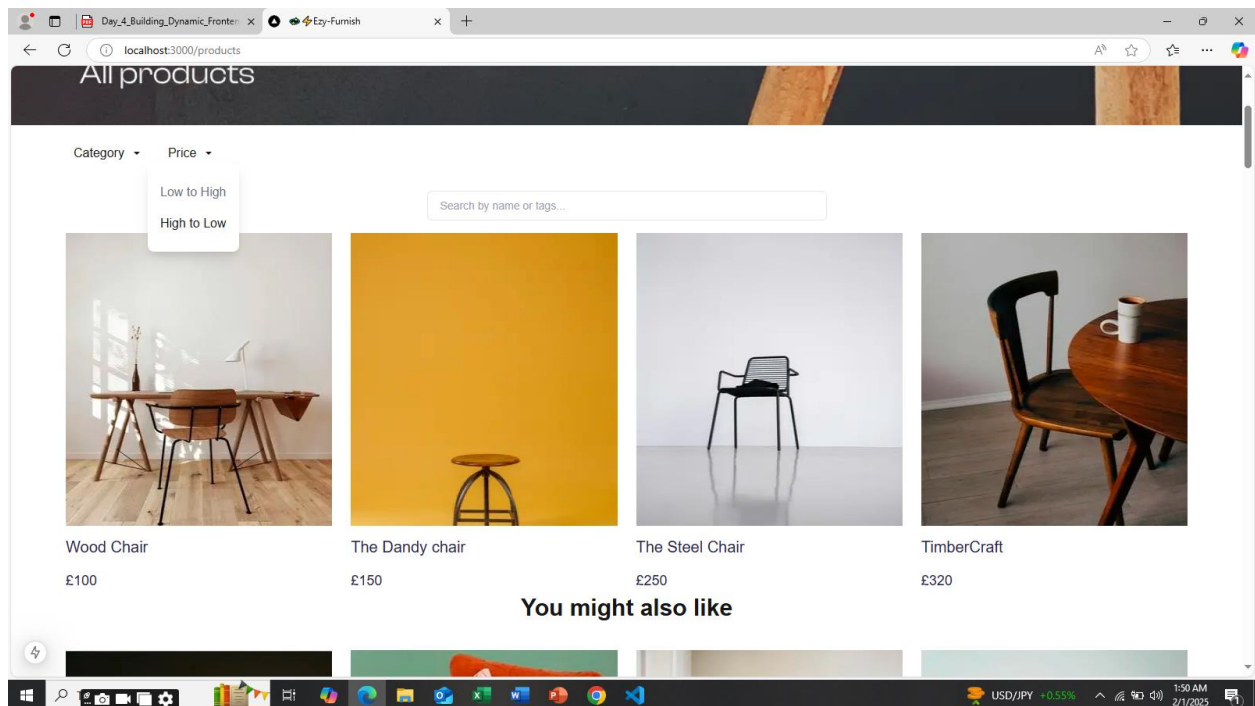 Day_4_Building_Dynamic_Fronten
Ezy-Furnish
localhost:3000/products
All products
Category
Price
Low to High
High to Low
Search by name or tags...
Wood Chair
The Dandy chair
The Steel Chair
TimberCraft
£100
£150
£250
£320
You might also like
USD/JPY +0.55%
1:50 AM
2/1/2025